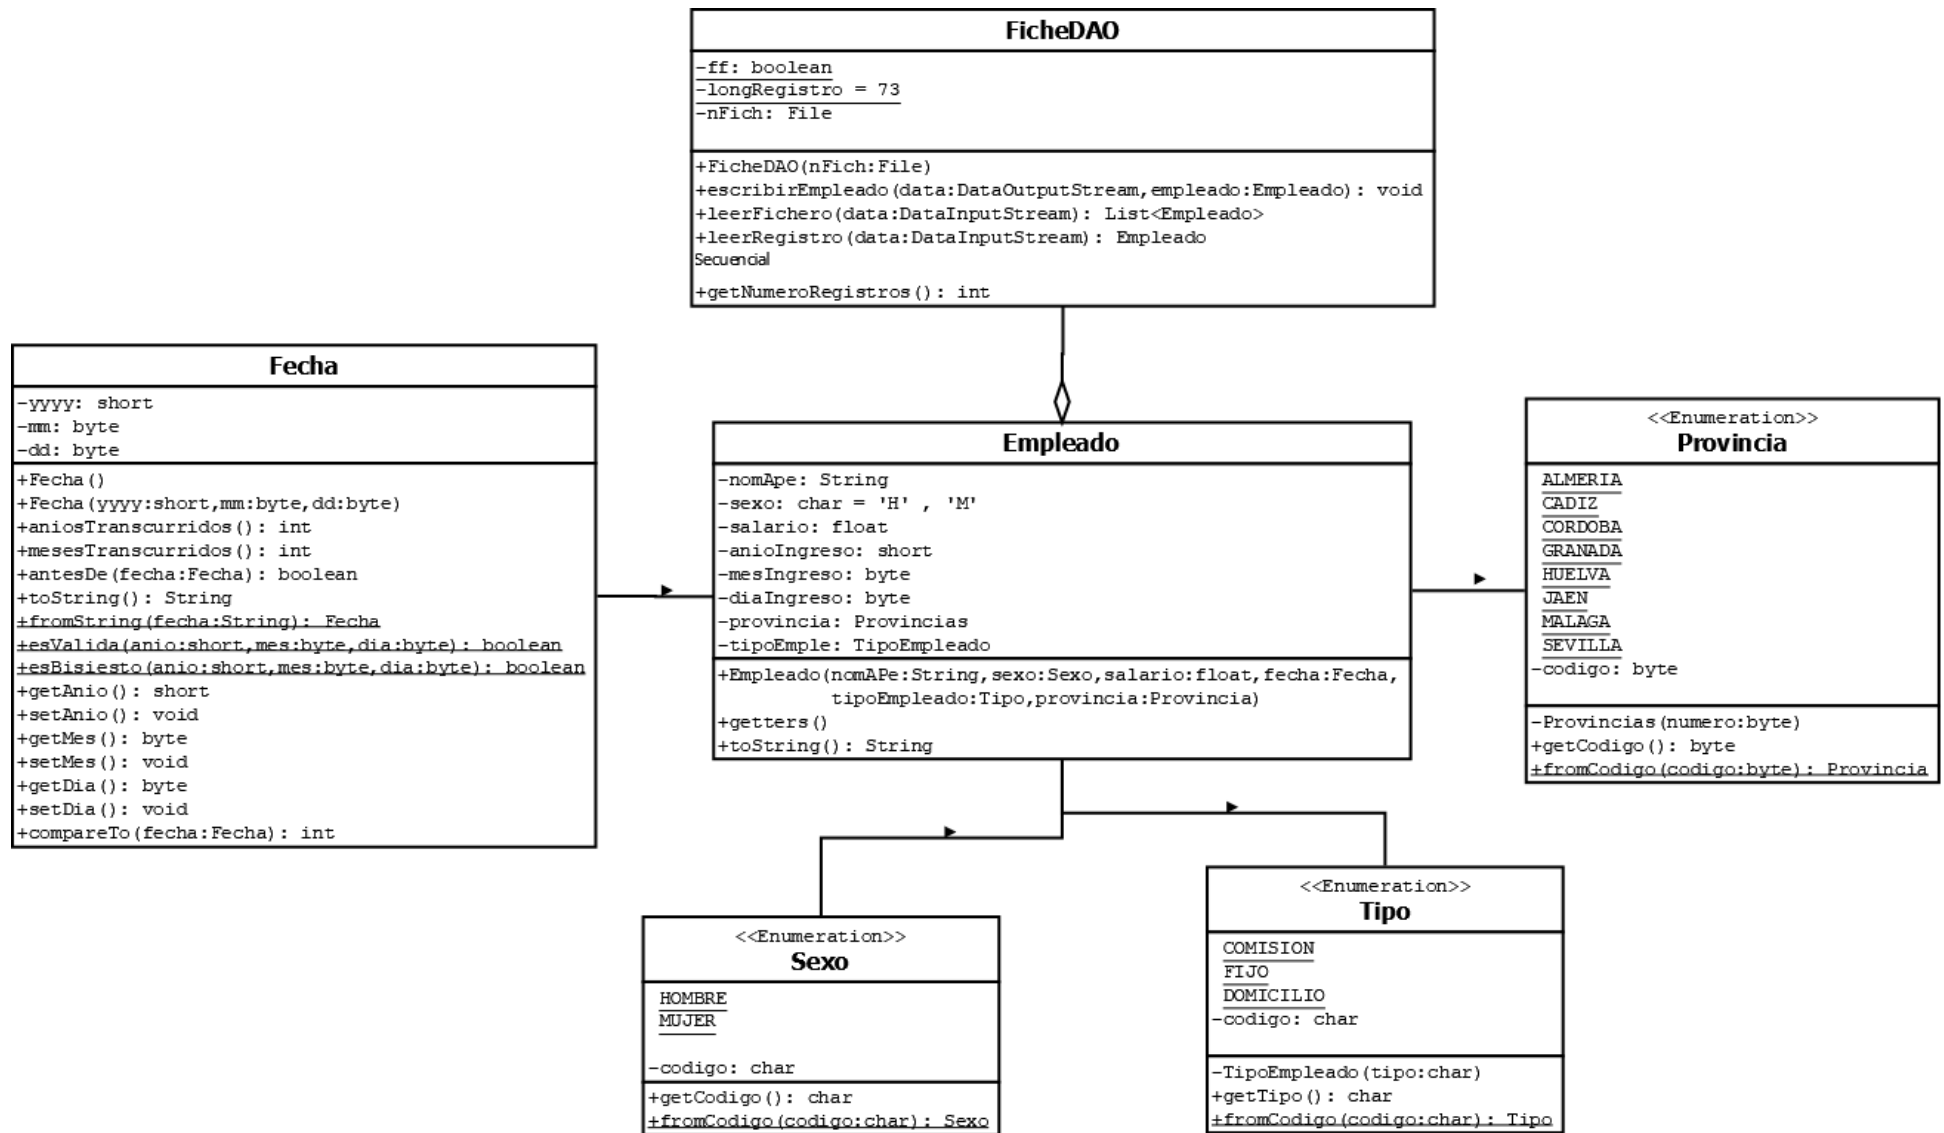 FicheDAO
-ff: boolean
-longRegistro = 73
-nFich: File
+FicheDAO(nFich:File)
+escribirEmpleado(data:DataOutputStream,empleado:Empleado): void
+leerFichero(data:DataInputStream): List<Empleado>
+leerRegistro(data:DataInputStream): Empleado
Secuencial
+getNumeroRegistros(): int
Fecha
-yyyy: short
-mm: byte
-dd: byte
+Fecha()
+Fecha(yyyy:short,mm:byte,dd:byte)
+aniosTranscurridos(): int
+mesesTranscurridos(): int
+antesDe(fecha:Fecha): boolean
+toString(): String
+fromString(fecha:String): Fecha
+esValida(anio:short,mes:byte,dia:byte): boolean
+esBisiesto(anio:short,mes:byte,dia:byte): boolean
+getAnio(): short
+setAnio(): void
+getMes(): byte
+setMes(): void
+getDia(): byte
+setDia(): void
+compareTo(fecha:Fecha): int
Empleado
-nomApe: String
-sexo: char = 'H' , 'M'
-salario: float
-anioIngreso: short
-mesIngreso: byte
-diaIngreso: byte
-provincia: Provincias
-tipoEmple: TipoEmpleado
+Empleado(nomAPe:String,sexo:Sexo,salario:float,fecha:Fecha,
tipoEmpleado:Tipo,provincia:Provincia)
+getters()
+toString(): String
<<Enumeration>>
Provincia
ALMERIA
CADIZ
CORDOBA
GRANADA
HUELVA
JAEN
MALAGA
SEVILLA
-codigo: byte
-Provincias(numero:byte)
+getCodigo(): byte
+fromCodigo(codigo:byte): Provincia
<<Enumeration>>
Sexo
HOMBRE
MUJER
-codigo: char
+getCodigo(): char
+fromCodigo(codigo:char): Sexo
<<Enumeration>>
Tipo
COMISION
FIJO
DOMICILIO
-codigo: char
-TipoEmpleado(tipo:char)
+getTipo(): char
+fromCodigo(codigo:char): Tipo